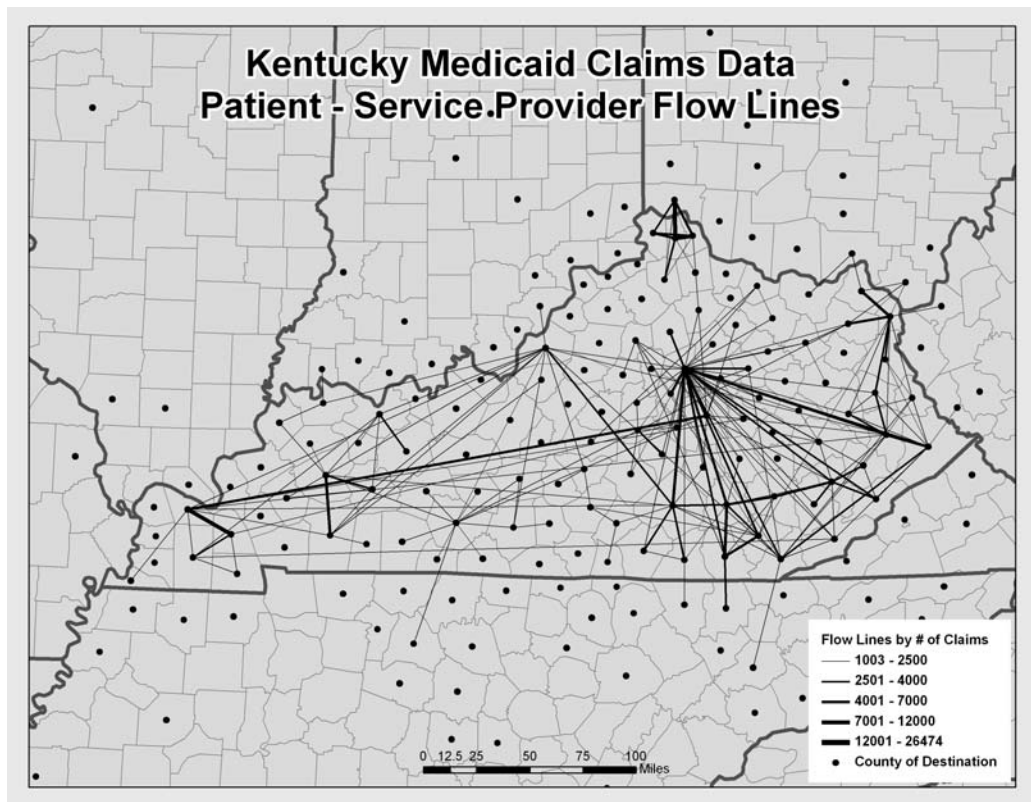 Kentucky Medicaid Claims Data
Patient - Service Provider Flow Lines
Flow Lines by # of Claims
1003 - 2500
2501 - 4000
4001 - 7000
7001 - 12000
12001 - 26474
County of Destination
0 12.5 25 50 75 100
Miles